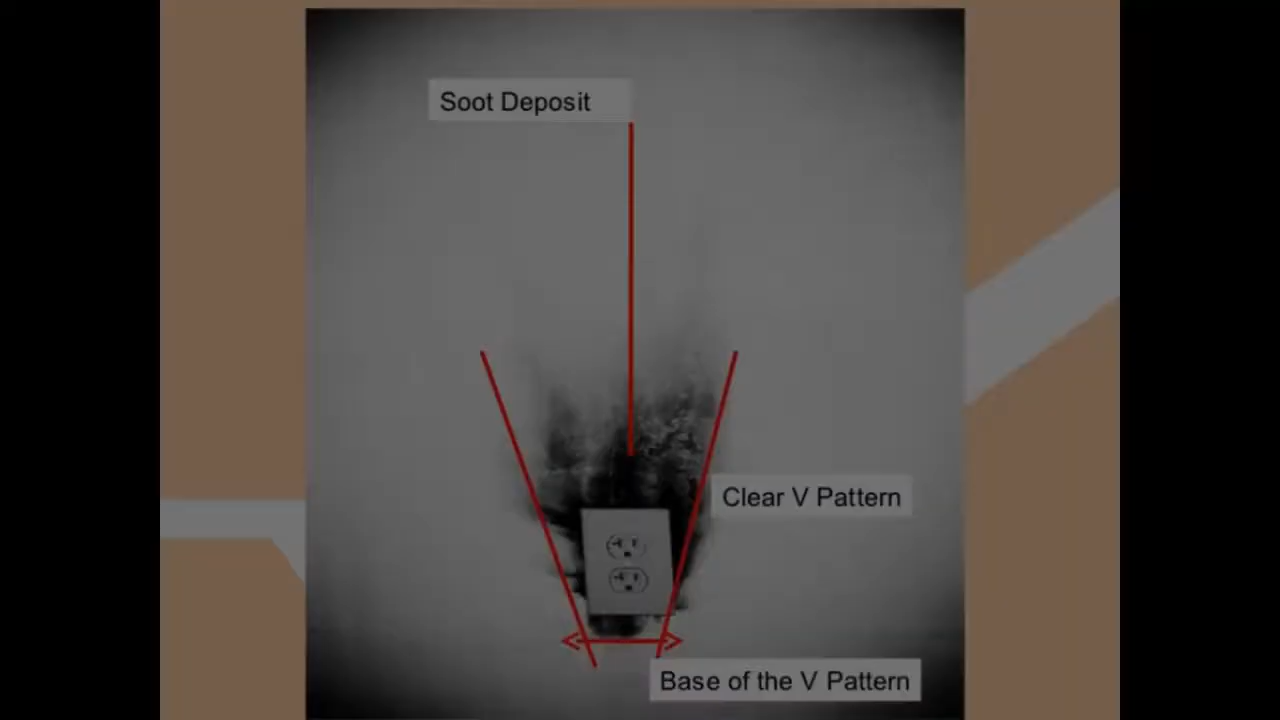 Soot Deposit
Clear V Pattern
Base of the V Pattern